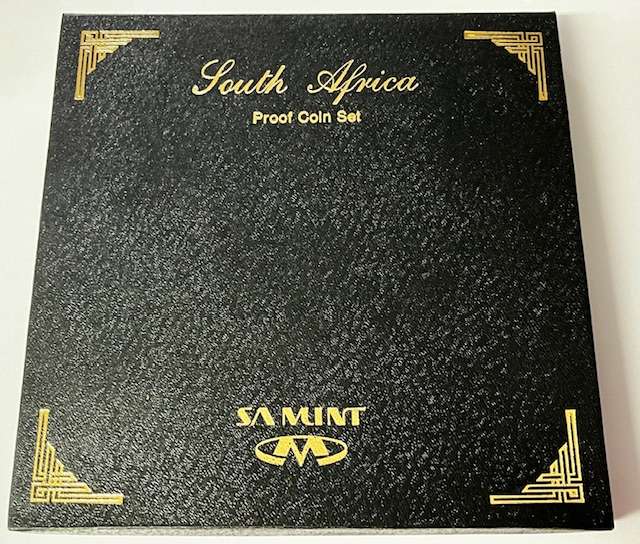 South Africa
Proof Coin Set
SA MINT